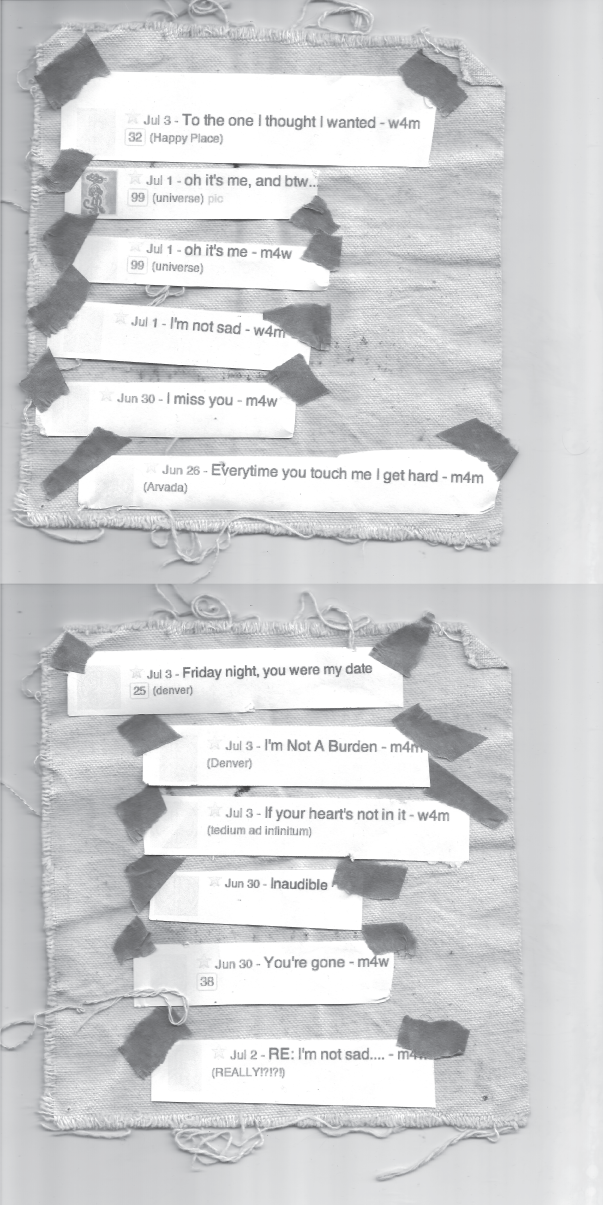 Jul 3 - To the one I thought I wanted - w4m
32 (Happy Place)
Jul 1 - oh it's me, and btw...
99 (universe) pic
Jul 1 - oh it's me - m4w
99 (universe)
Jul 1 - I'm not sad - w4m
Jun 30 - I miss you - m4w
Jun 26 - Everytime you touch me I get hard - m4m
(Arvada)
Jul 3 - Friday night, you were my date
25 (denver)
Jul 3 - I'm Not A Burden - m4m
(Denver)
Jul 3 - If your heart's not in it - w4m
(tedium ad infinitum)
Jun 30 - Inaudible
Jun 30 - You're gone - m4w
38
Jul 2 - RE: I'm not sad.... -
(REALLY!?!?!)